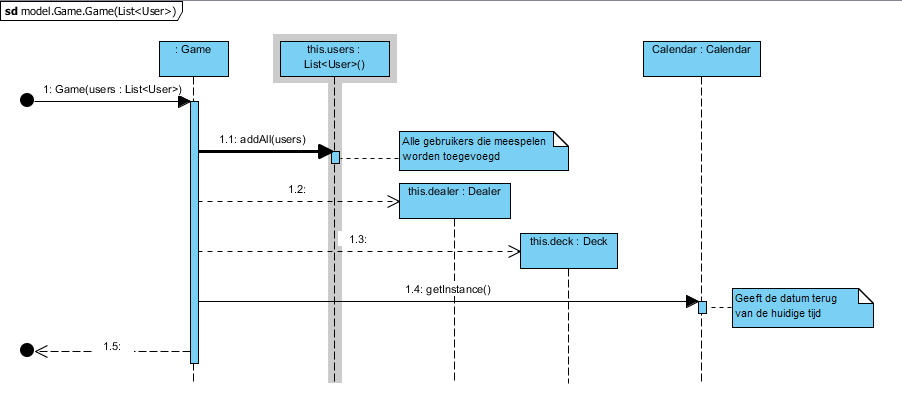 sd model.Game.Game(List<User>)
: Game
this.users :
List<User>()
Calendar : Calendar
1: Game(users : List<User>)
1.1: addAll(users)
Alle gebruikers die meespelen
worden toegevoegd
1.2:
this.dealer : Dealer
1.3:
this.deck : Deck
1.4: getInstance()
Geeft de datum terug
van de huidige tijd
1.5: